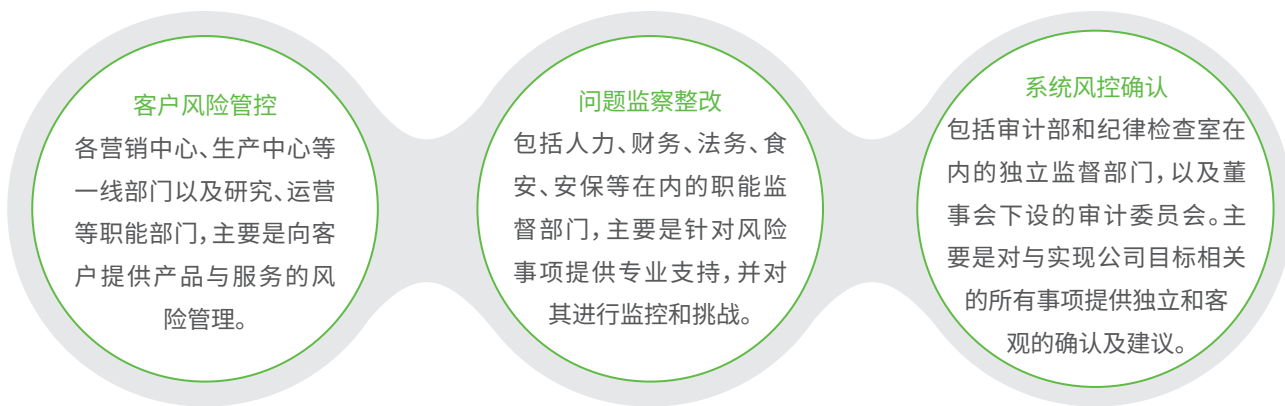 客户风险管控
各营销中心、生产中心等
一线部门以及研究、运营
等职能部门，主要是向客
户提供产品与服务的风
险管理。
问题监察整改
包括人力、财务、法务、食
安、安保等在内的职能监
督部门，主要是针对风险
事项提供专业支持，并对
其进行监控和挑战。
系统风控确认
包括审计部和纪律检查室在
内的独立监督部门，以及董
事会下设的审计委员会。主
要是对与实现公司目标相关
的所有事项提供独立和客
观的确认及建议。